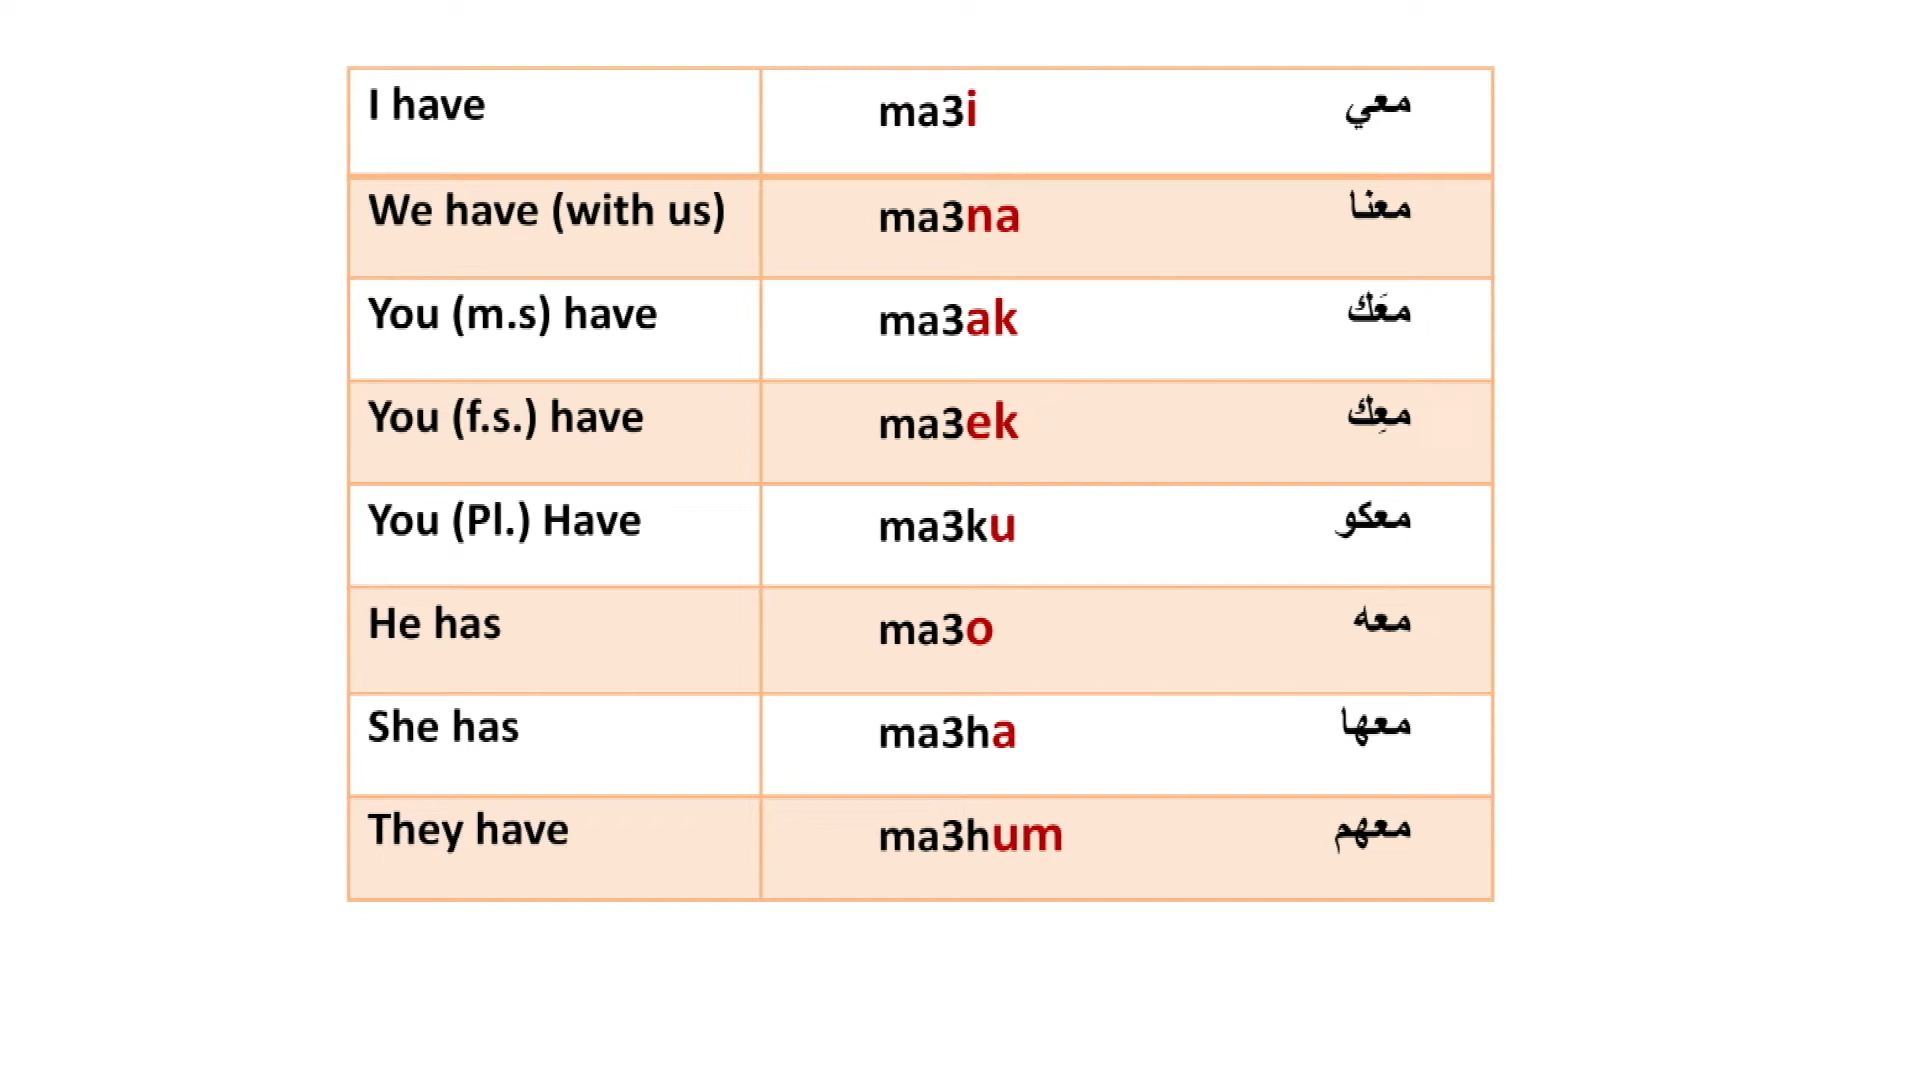 I have ma3i معي
We have (with us) ma3na معنا
You (m.s) have ma3ak معَك
You (f.s.) have ma3ek معِك
You (Pl.) Have ma3ku معكو
He has ma3o معه
She has ma3ha معها
They have ma3hum معهم